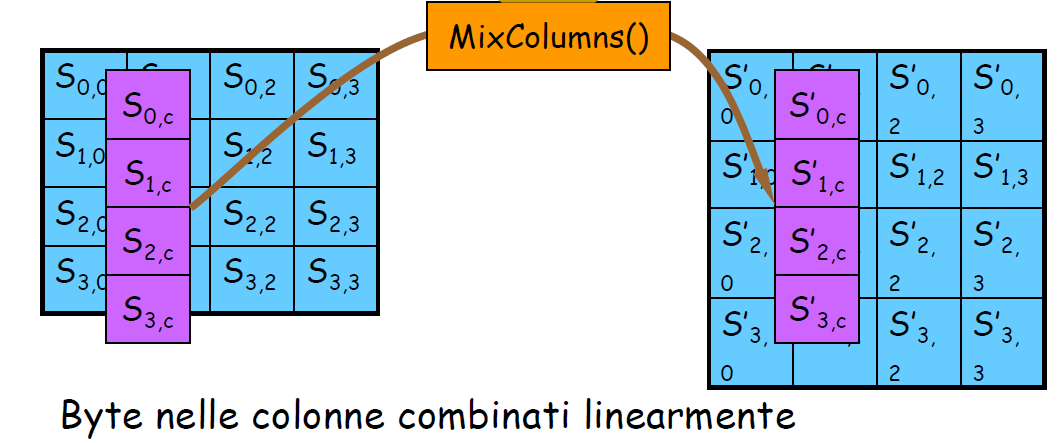 MixColumns()
S0,0 S0,2 S0,3
S0,c
S1,0 S1,2 S1,3
S1,c
S2,0 S2,2 S2,3
S2,c
S3,0 S3,2 S3,3
S3,c
S'0,0 S'0,2 S'0,3
S'0,c
S'1,0 S'1,2 S'1,3
S'1,c
S'2,0 S'2,2 S'2,3
S'2,c
S'3,0 S'3,2 S'3,3
S'3,c
Byte nelle colonne combinati linearmente